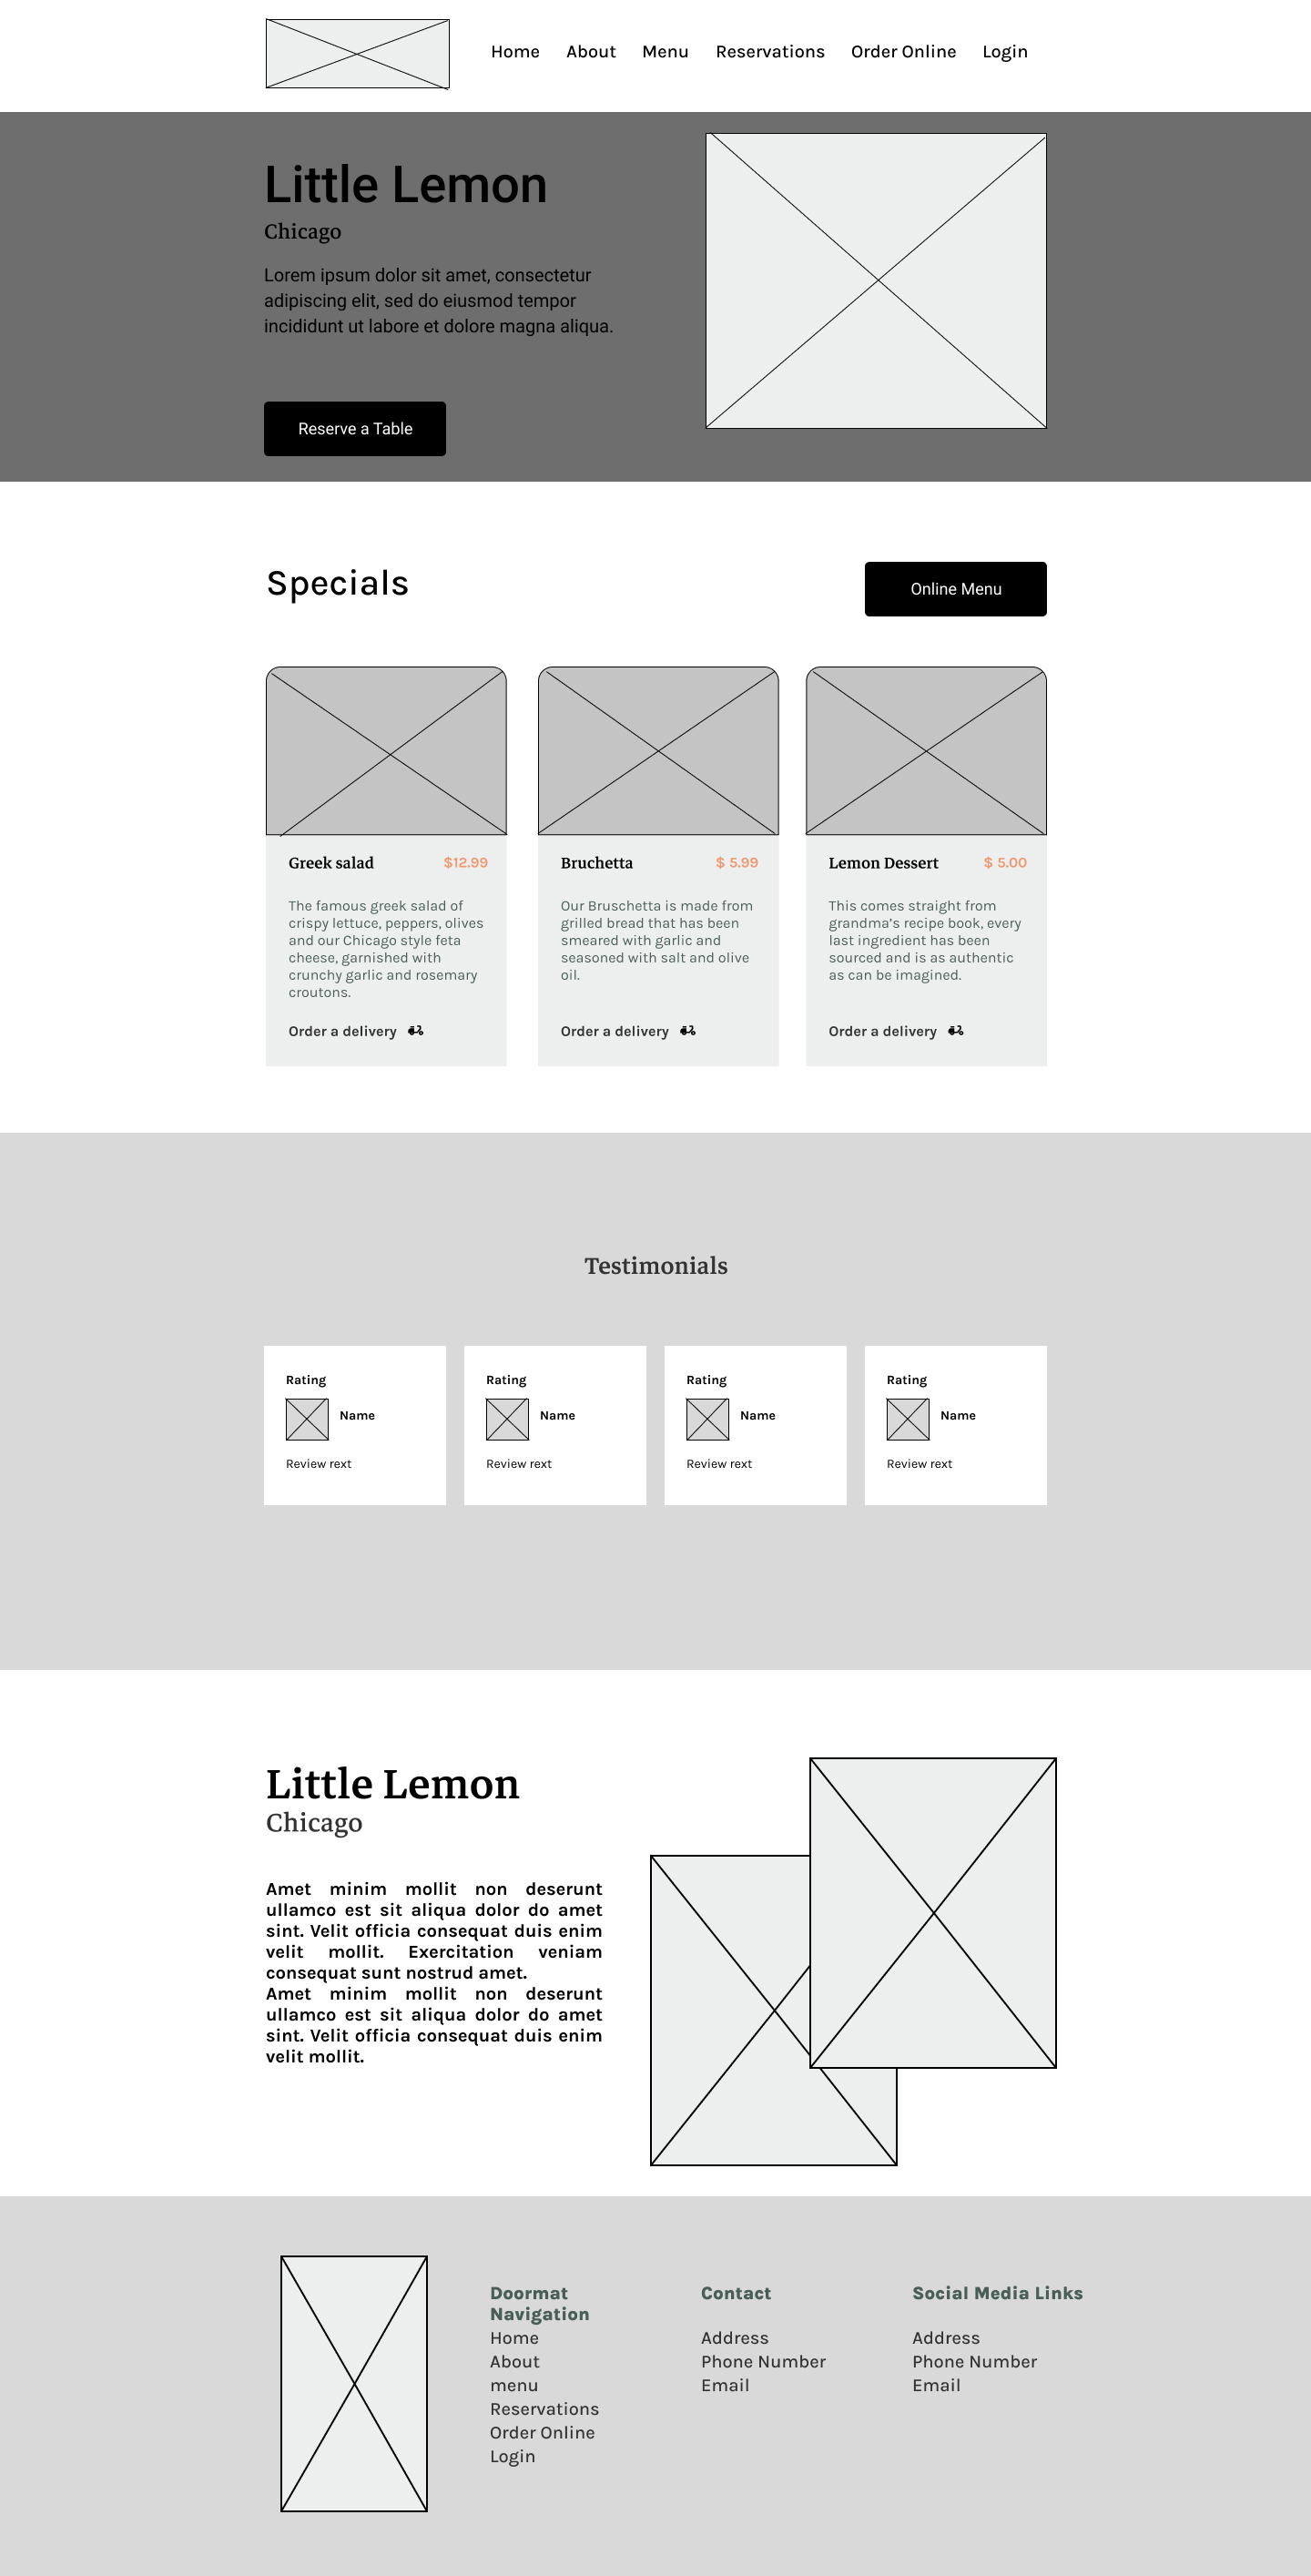 Home About Menu Reservations Order Online Login
Little Lemon
Chicago
Lorem ipsum dolor sit amet, consectetur
adipiscing elit, sed do eiusmod tempor
incididunt ut labore et dolore magna aliqua.
Reserve a Table
Specials
Online Menu
Greek salad $12.99
The famous greek salad of
crispy lettuce, peppers, olives
and our Chicago style feta
cheese, garnished with
crunchy garlic and rosemary
croutons.
Order a delivery
Bruchetta $ 5.99
Our Bruschetta is made from
grilled bread that has been
smeared with garlic and
seasoned with salt and olive
oil.
Order a delivery
Lemon Dessert $ 5.00
This comes straight from
grandma's recipe book, every
last ingredient has been
sourced and is as authentic
as can be imagined.
Order a delivery
Testimonials
Rating
Name
Review rext
Rating
Name
Review rext
Rating
Name
Review rext
Rating
Name
Review rext
Little Lemon
Chicago
Amet minim mollit non deserunt
ullamco est sit aliqua dolor do amet
sint. Velit officia consequat duis enim
velit mollit. Exercitation veniam
consequat sunt nostrud amet.
Amet minim mollit non deserunt
ullamco est sit aliqua dolor do amet
sint. Velit officia consequat duis enim
velit mollit.
Doormat
Navigation
Home
About
menu
Reservations
Order Online
Login
Contact
Address
Phone Number
Email
Social Media Links
Address
Phone Number
Email